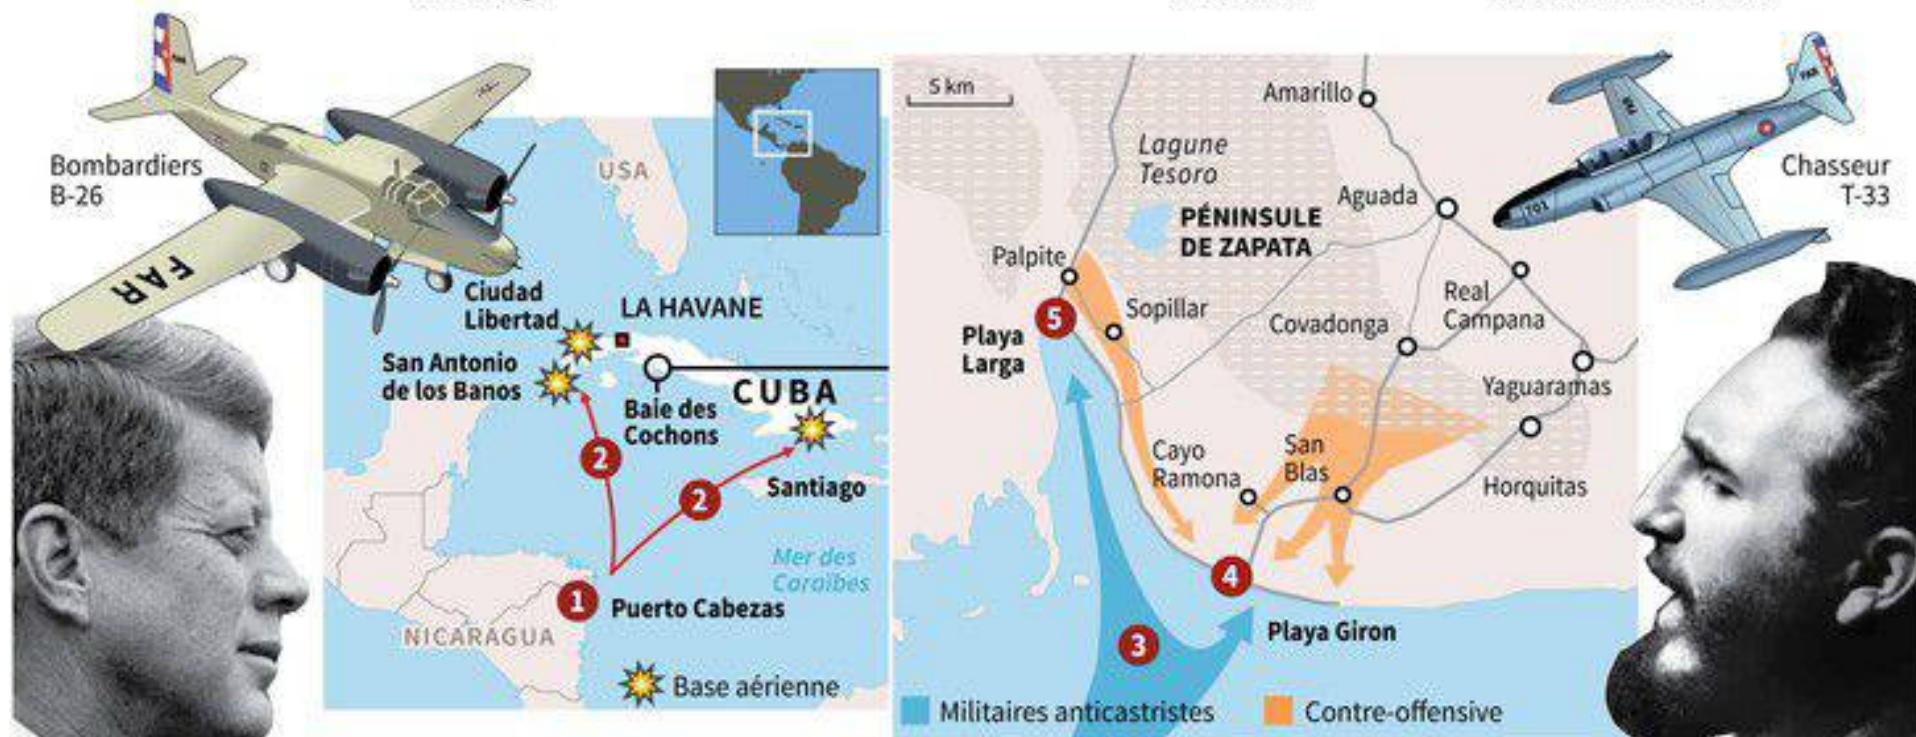 Bombardiers
B-26
FAR
USA
Ciudad
Libertad
LA HAVANE
San Antonio
de los Banos
Baie des
Cochons
CUBA
Santiago
2
2
Mer des
Caraïbes
1
Puerto Cabezas
NICARAGUA
Base aérienne
5 km
Amarillo
Lagune
Tesoro
Aguada
PÉNINSULE
DE ZAPATA
Palpite
Sopillar
5
Playa
Larga
Covadonga
Real
Campana
Yaguaramas
Cayo
Ramona
San
Blas
Horquitas
4
Playa Giron
3
Militaires anticastristes
Contre-offensive
Chasseur
T-33
701
FAR